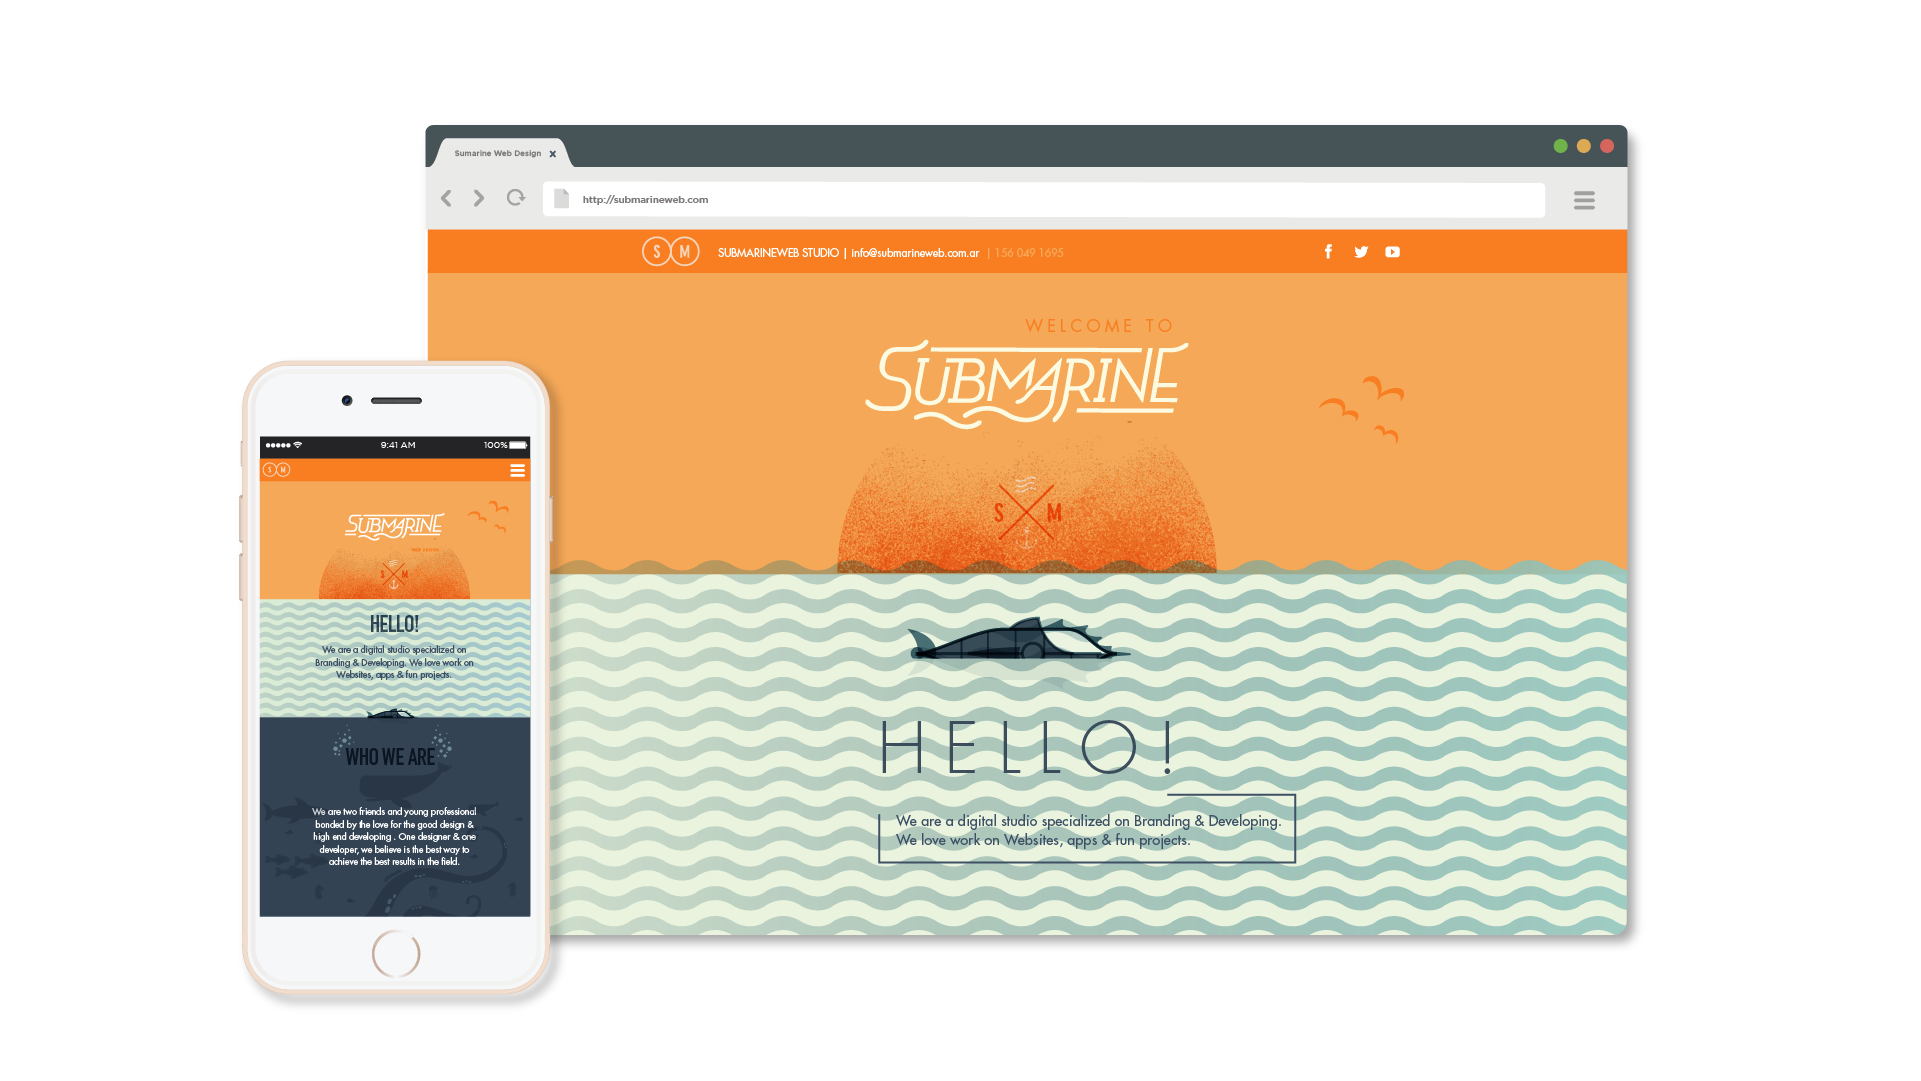 Sumarine Web Design x
http://submarineweb.com
S M SUBMARINEWEB STUDIO | info@submarineweb.com.ar | 156 049 1695
WELCOME TO
SUBMARINE
S M
HELLO!
We are a digital studio specialized on Branding & Developing.
We love work on Websites, apps & fun projects.
9:41 AM 100%
S M
SUBMARINE
WEB DESIGN
S M
HELLO!
We are a digital studio specialized on
Branding & Developing. We love work on
Websites, apps & fun projects.
WHO WE ARE
We are two friends and young professional
bonded by the love for the good design &
high end developing . One designer & one
developer, we believe is the best way to
achieve the best results in the field.